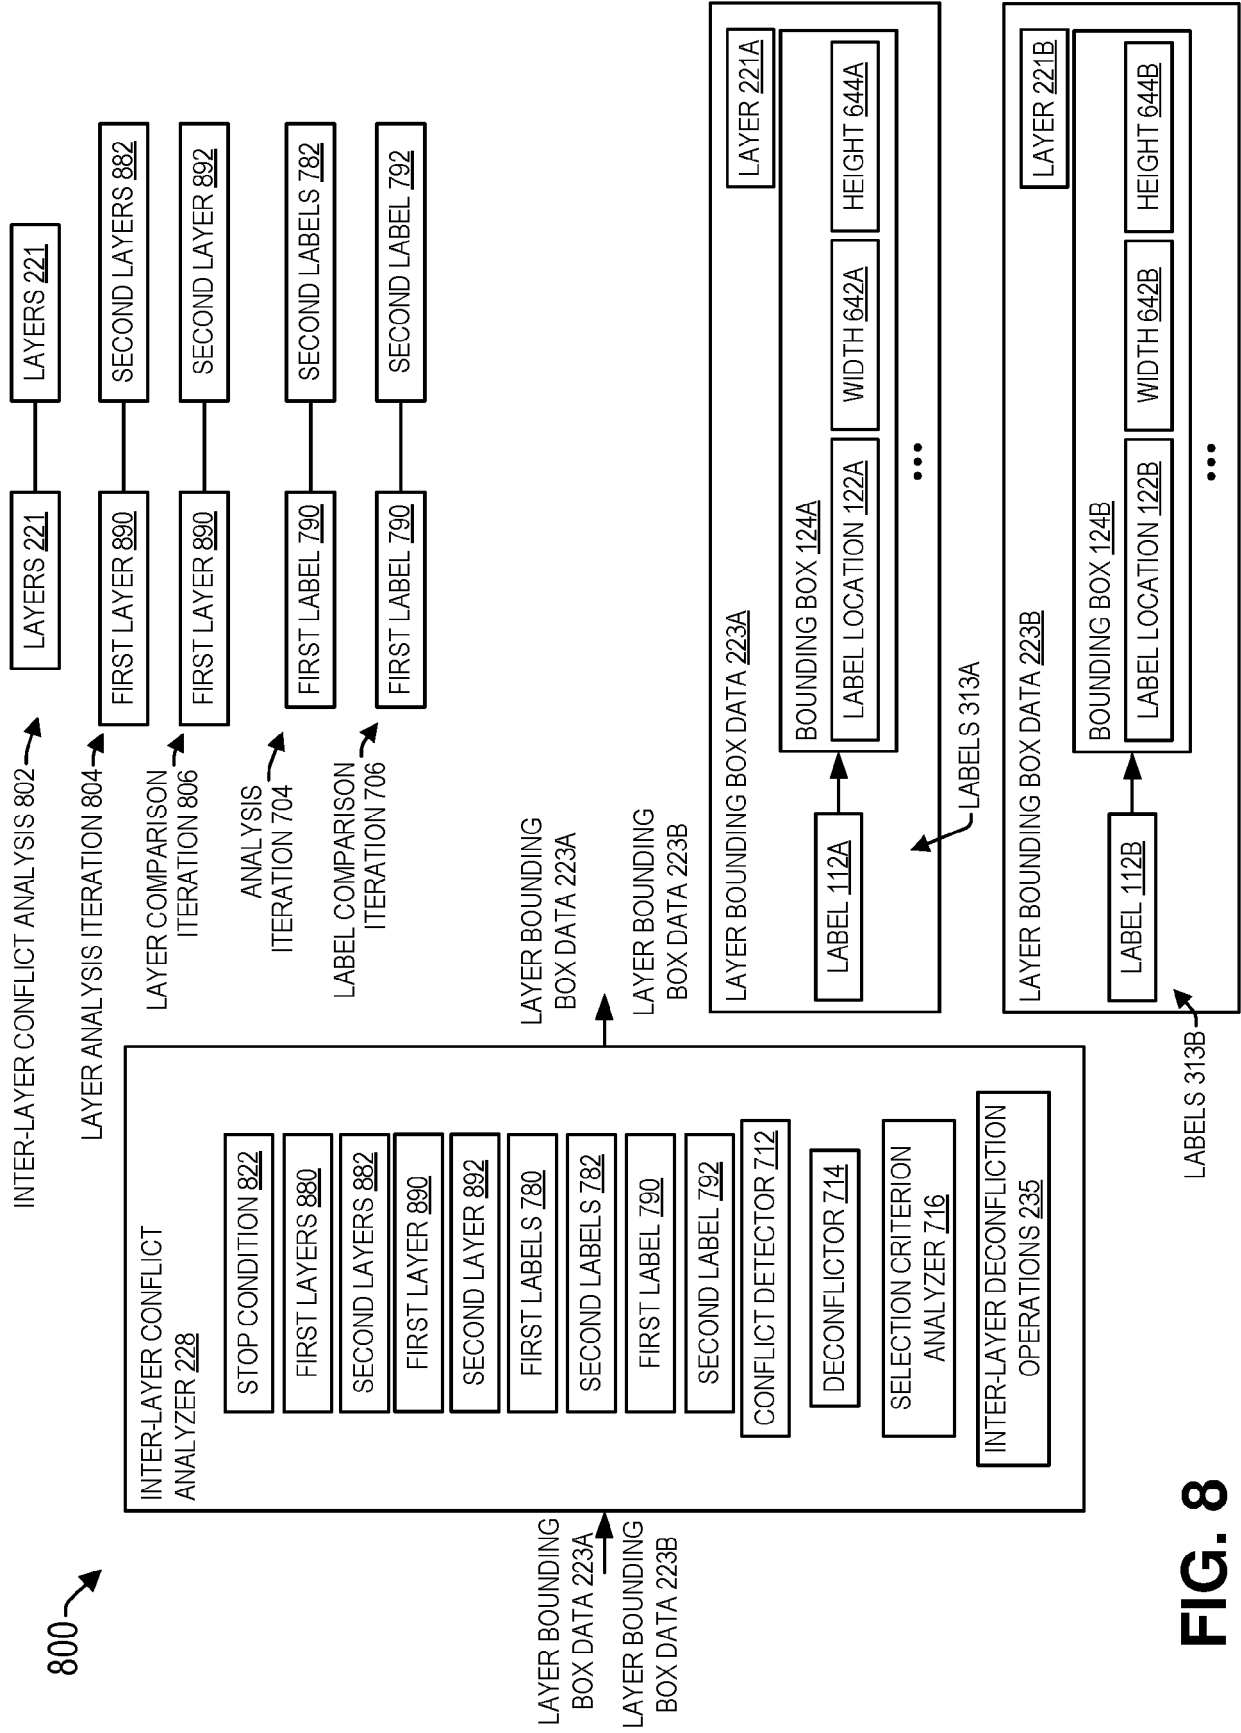 800
LAYER BOUNDING
BOX DATA 223A
LAYER BOUNDING
BOX DATA 223B
INTER-LAYER CONFLICT
ANALYZER 228
STOP CONDITION 822
FIRST LAYERS 880
SECOND LAYERS 882
FIRST LAYER 890
SECOND LAYER 892
FIRST LABELS 780
SECOND LABELS 782
FIRST LABEL 790
SECOND LABEL 792
CONFLICT DETECTOR 712
DECONFLICTOR 714
SELECTION CRITERION
ANALYZER 716
INTER-LAYER DECONFLICTION
OPERATIONS 235
LAYER BOUNDING
BOX DATA 223A
LAYER BOUNDING
BOX DATA 223B
INTER-LAYER CONFLICT ANALYSIS 802
LAYERS 221
LAYERS 221
LAYER ANALYSIS ITERATION 804
FIRST LAYER 890
SECOND LAYERS 882
LAYER COMPARISON
ITERATION 806
FIRST LAYER 890
SECOND LAYER 892
ANALYSIS
ITERATION 704
FIRST LABEL 790
SECOND LABELS 782
LABEL COMPARISON
ITERATION 706
FIRST LABEL 790
SECOND LABEL 792
LAYER BOUNDING BOX DATA 223A
LAYER 221A
LABEL 112A
BOUNDING BOX 124A
LABEL LOCATION 122A
WIDTH 642A
HEIGHT 644A
...
LABELS 313A
LAYER BOUNDING BOX DATA 223B
LAYER 221B
LABEL 112B
BOUNDING BOX 124B
LABEL LOCATION 122B
WIDTH 642B
HEIGHT 644B
...
LABELS 313B
FIG. 8